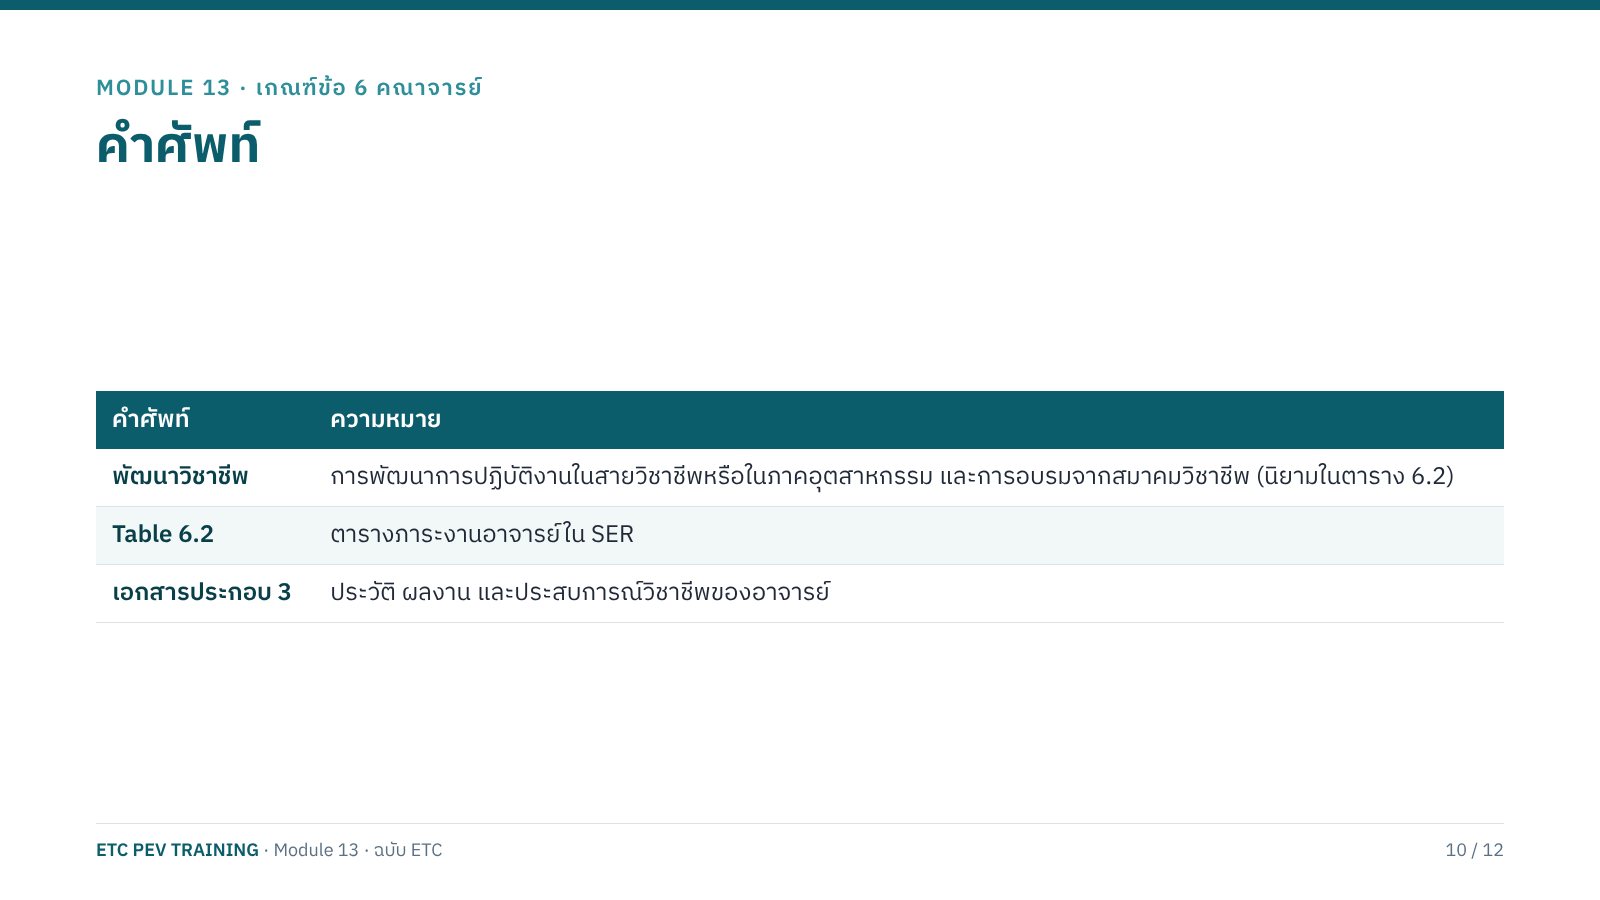 MODULE 13 · เกณฑ์ข้อ 6 คณาจารย์
คำศัพท์
คำศัพท์ ความหมาย
พัฒนาวิชาชีพ การพัฒนาการปฏิบัติงานในสายวิชาชีพหรือในภาคอุตสาหกรรม และการอบรมจากสมาคมวิชาชีพ (นิยามในตาราง 6.2)
Table 6.2 ตารางภาระงานอาจารย์ใน SER
เอกสารประกอบ 3 ประวัติ ผลงาน และประสบการณ์วิชาชีพของอาจารย์
ETC PEV TRAINING · Module 13 · ฉบับ ETC 10 / 12